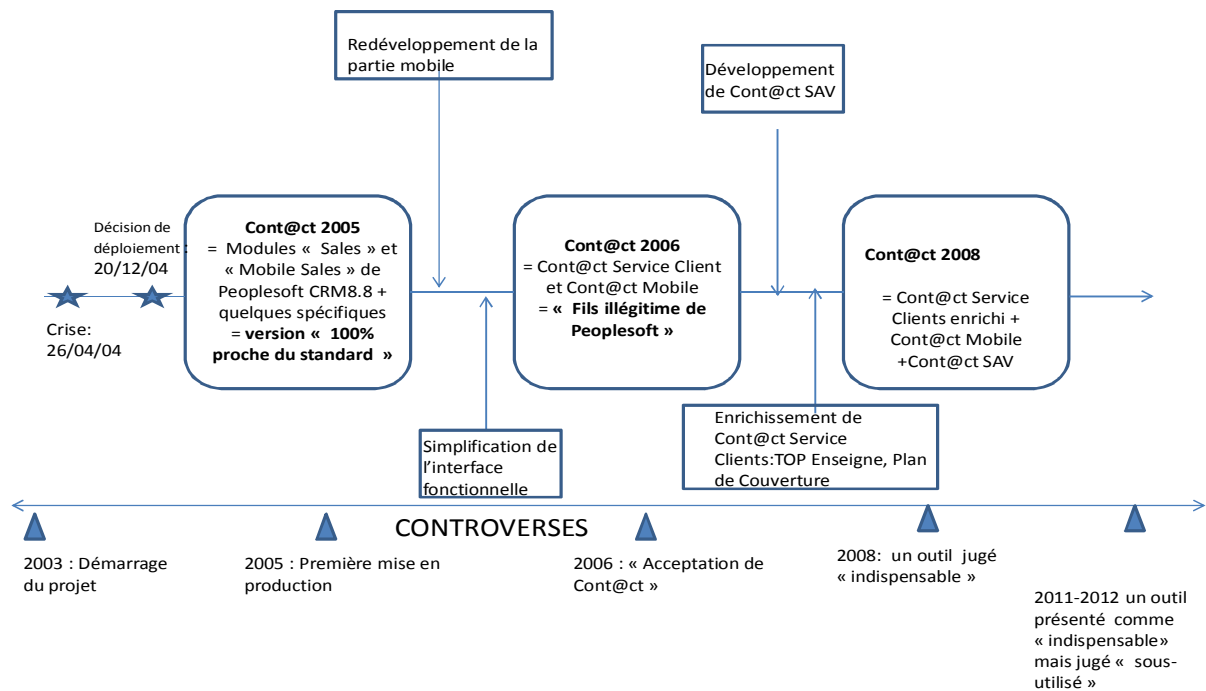 Redéveloppement de la
partie mobile
Développement
de Cont@ct SAV
Décision de
déploiement :
20/12/04
Crise:
26/04/04
Cont@ct 2005
= Modules « Sales » et
« Mobile Sales » de
Peoplesoft CRM8.8 +
quelques spécifiques
= version « 100%
proche du standard »
Cont@ct 2006
= Cont@ct Service Client
et Cont@ct Mobile
= « Fils illégitime de
Peoplesoft »
Cont@ct 2008
= Cont@ct Service
Clients enrichi +
Cont@ct Mobile
+Cont@ct SAV
Simplification de
l'interface
fonctionnelle
Enrichissement de
Cont@ct Service
Clients:TOP Enseigne, Plan
de Couverture
CONTROVERSES
2003 : Démarrage
du projet
2005 : Première mise en
production
2006 : « Acceptation de
Cont@ct »
2008: un outil jugé
« indispensable »
2011-2012 un outil
présenté comme
« indispensable»
mais jugé « sous-
utilisé »